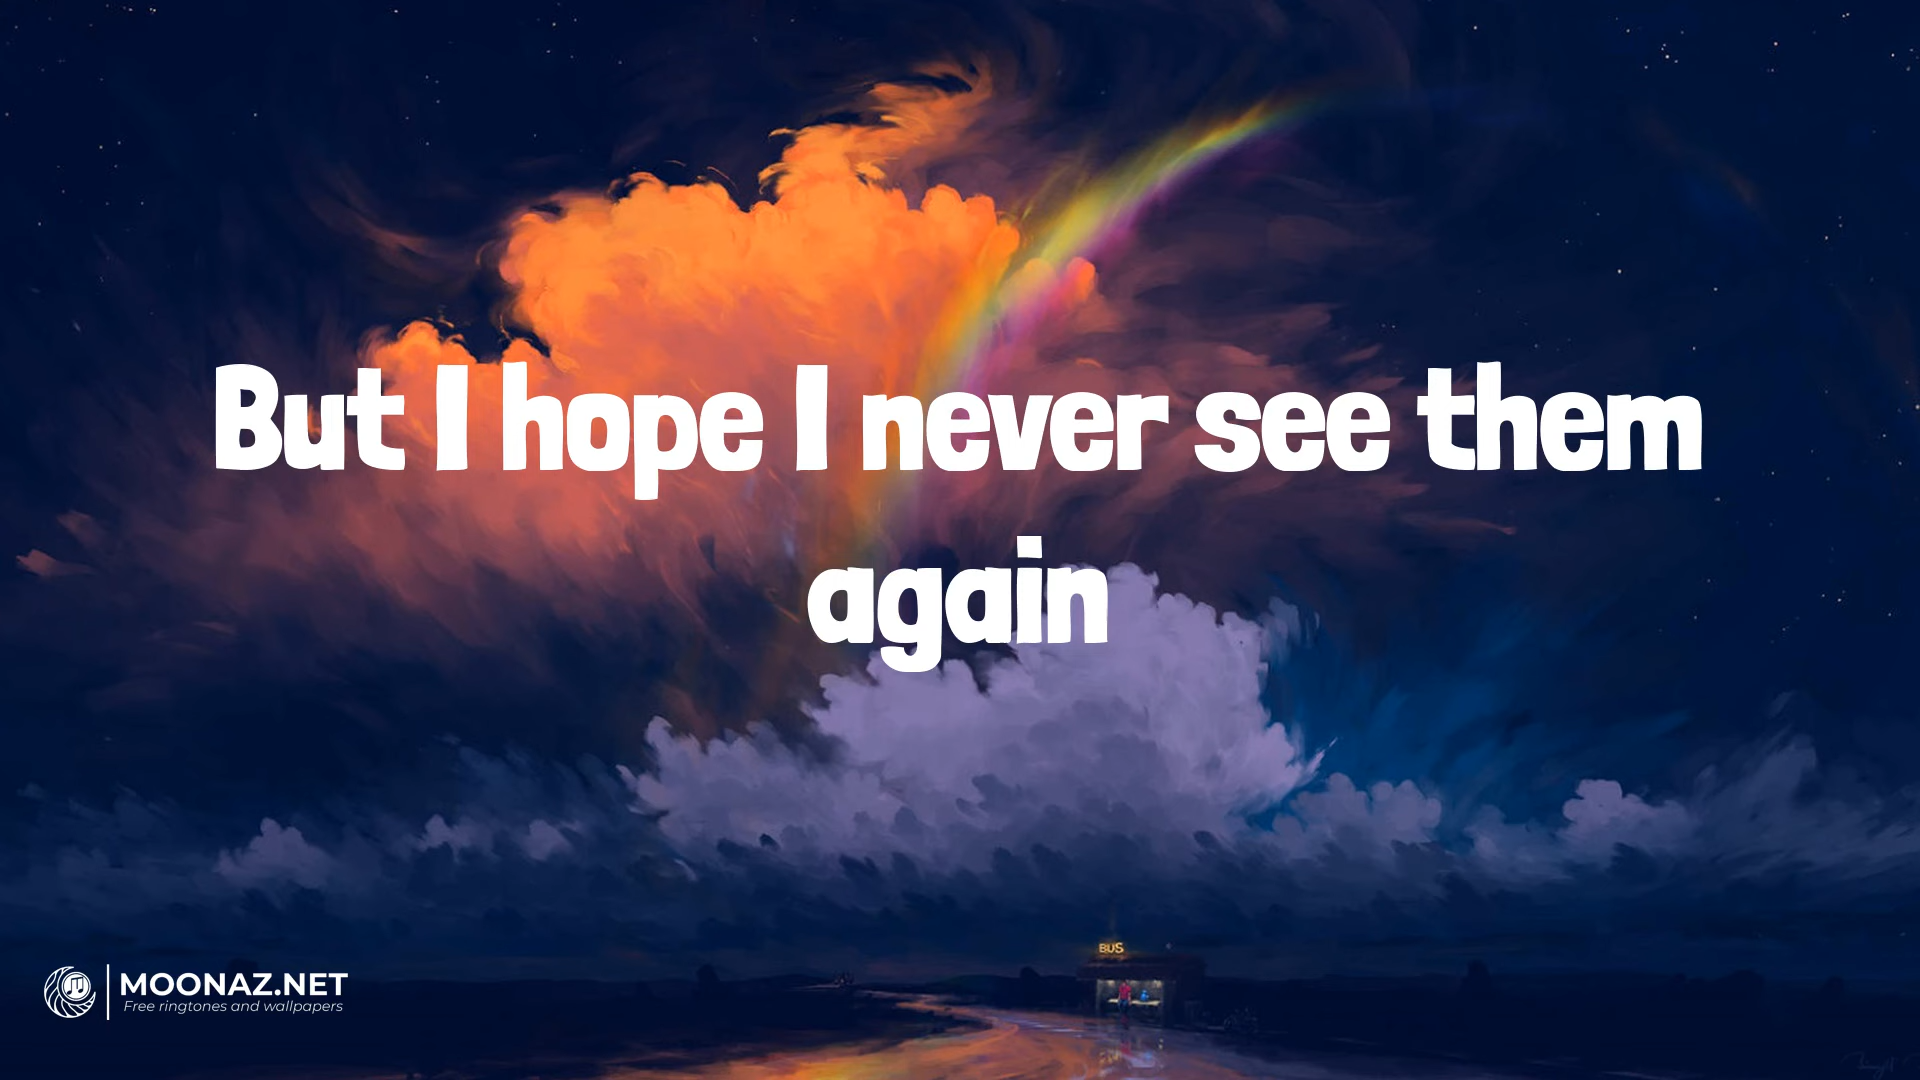 But I hope I never see them
again
BUS
MOONAZ.NET
Free ringtones and wallpapers